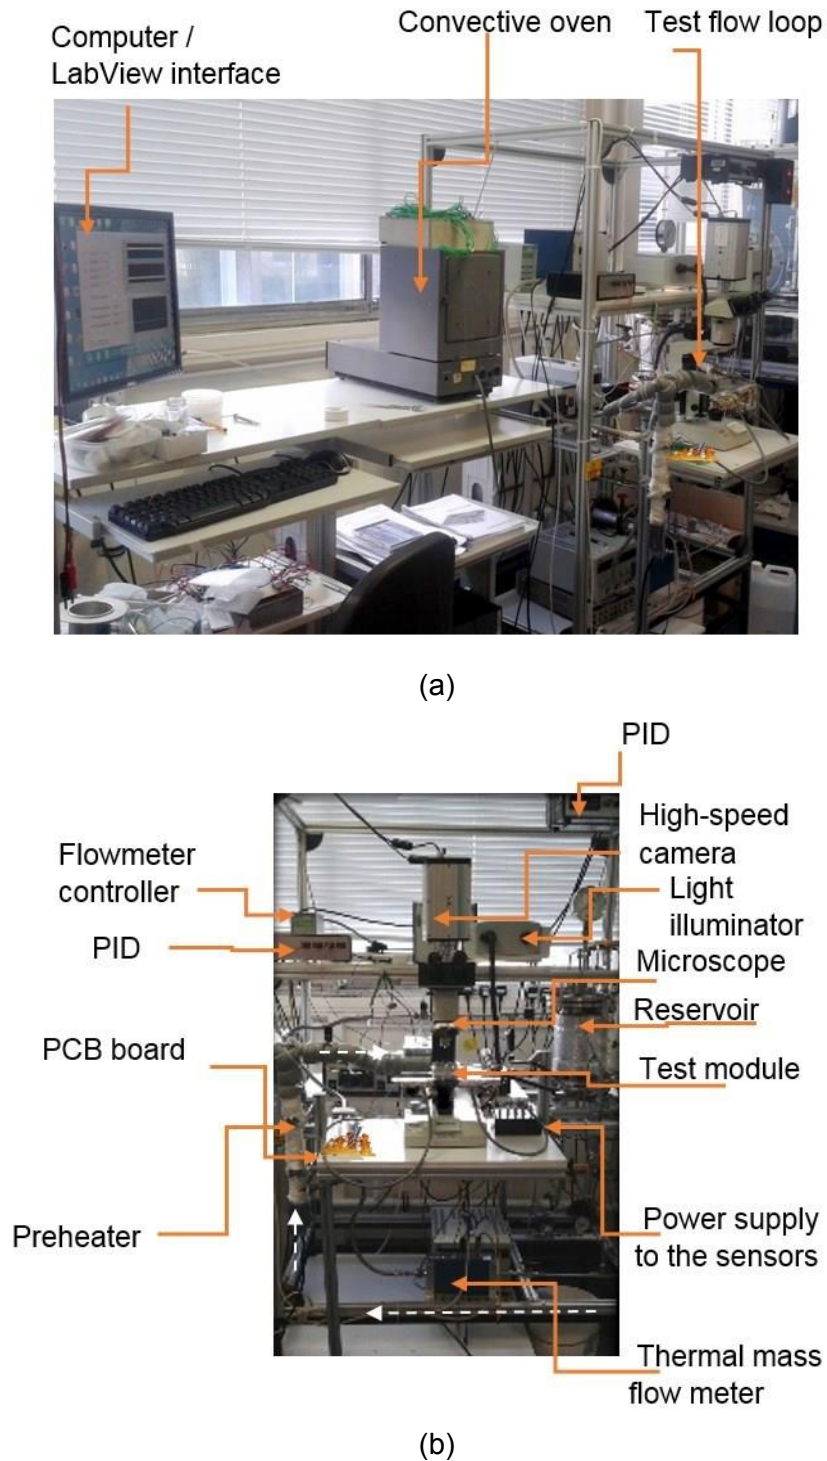 Computer /
LabView interface
Convective oven
Test flow loop
(a)
PID
High-speed
camera
Flowmeter
controller
Light
illuminator
PID
Microscope
Reservoir
PCB board
Test module
Preheater
Power supply
to the sensors
Thermal mass
flow meter
(b)